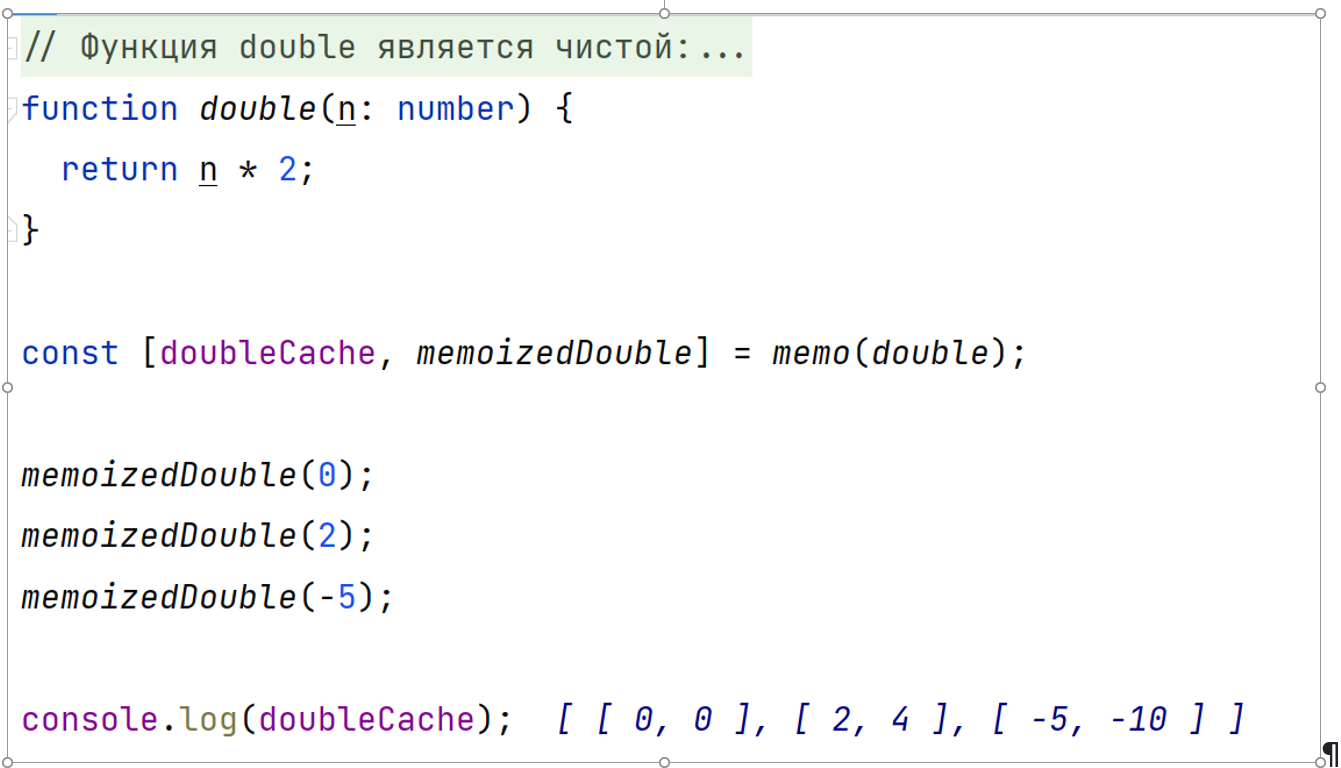 // Функция double является чистой:...
function double(n: number) {
return n * 2;
}
const [doubleCache, memoizedDouble] = memo(double);
memoizedDouble(0);
memoizedDouble(2);
memoizedDouble(-5);
console.log(doubleCache); [ [ 0, 0 ], [ 2, 4 ], [ -5, -10 ] ]
¶